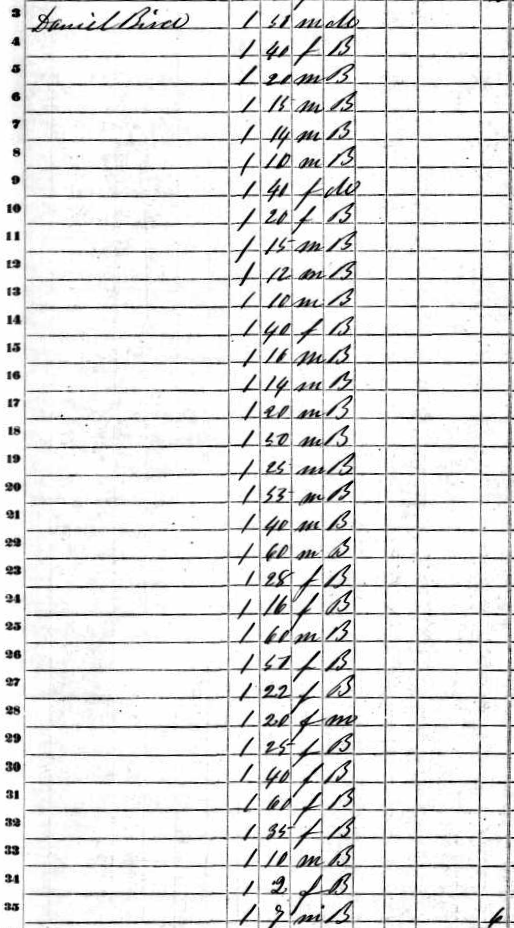 3 Daniel Bird 1 50 m M
4 1 40 f B
5 1 20 m B
6 1 15 m B
7 1 14 m B
8 1 10 m B
9 1 40 f M
10 1 20 f B
11 1 15 m B
12 1 12 m B
13 1 10 m B
14 1 40 f B
15 1 16 m B
16 1 14 m B
17 1 20 m B
18 1 50 m B
19 1 25 m B
20 1 53 m B
21 1 40 m B
22 1 60 m B
23 1 28 f B
24 1 16 f B
25 1 60 m B
26 1 f B
27 1 22 f B
28 1 20 f m
29 1 25 f B
30 1 40 f B
31 1 60 f B
32 1 35 f B
33 1 10 m B
34 1 2 f B
35 1 7 m B 6